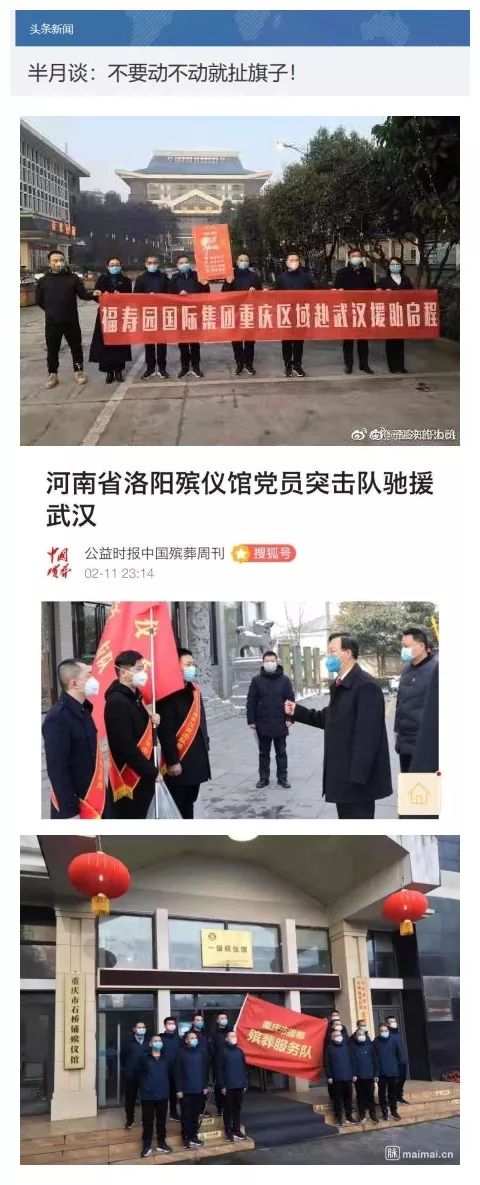 头条新闻
半月谈：不要动不动就扯旗子！
福寿园国际集团重庆区域赴武汉援助启程
河南省洛阳殡仪馆党员突击队驰援
武汉
中国
殡葬
公益时报中国殡葬周刊
搜狐号
02-11 23:14
一级殡仪馆
重庆市石桥铺殡仪馆
重庆市援鄂
殡葬服务队
脉 maimai.cn